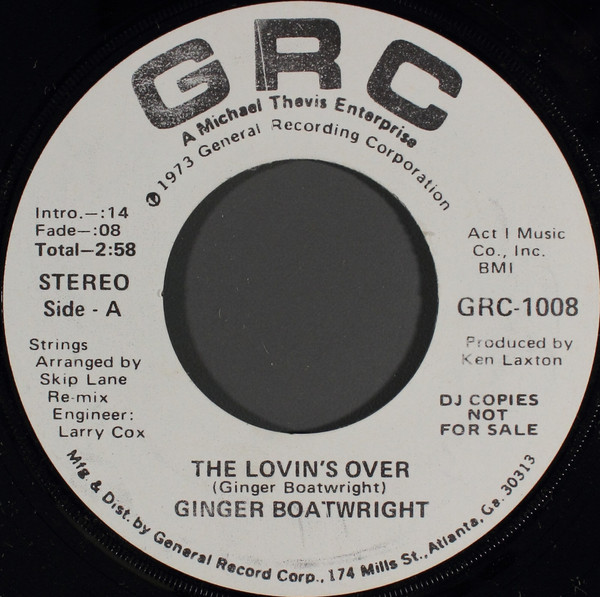 GRC
A Michael Thevis Enterprise
℗ 1973 General Recording Corporation
Intro.—:14
Fade—:08
Total—2:58
STEREO
Side - A
Strings
Arranged by
Skip Lane
Re-mix
Engineer:
Larry Cox
Act I Music
Co., Inc.
BMI
GRC-1008
Produced by
Ken Laxton
DJ COPIES
NOT
FOR SALE
THE LOVIN'S OVER
(Ginger Boatwright)
GINGER BOATWRIGHT
Mfg & Dist. by General Record Corp., 174 Mills St., Atlanta, Ga. 30313